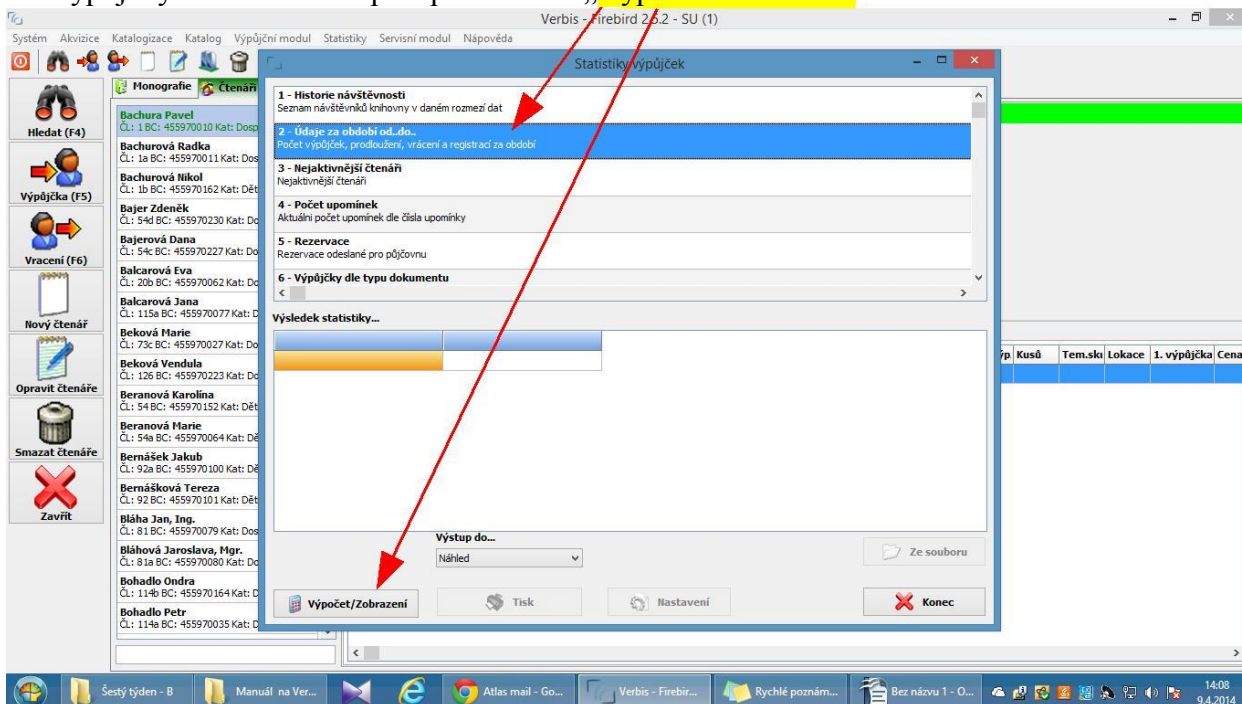 Verbis - Firebird 2.5.2 - SU (1)
Systém Akvizice Katalogizace Katalog Výpůjční modul Statistiky Servisní modul Nápověda
Monografie Čtenáři
Hledat (F4)
Výpůjčka (F5)
Vracení (F6)
Nový čtenář
Opravit čtenáře
Smazat čtenáře
Zavřít
Bachura Pavel
ČL: 1 BC: 455970010 Kat: Dosp
Bachurová Radka
ČL: 1a BC: 455970011 Kat: Dos
Bachurová Nikol
ČL: 1b BC: 455970162 Kat: Dět
Bajer Zdeněk
ČL: 54d BC: 455970230 Kat: Do
Bajerová Dana
ČL: 54c BC: 455970227 Kat: Do
Balcarová Eva
ČL: 20b BC: 455970062 Kat: Do
Balcarová Jana
ČL: 115a BC: 455970077 Kat: D
Beková Marie
ČL: 73c BC: 455970027 Kat: Do
Beková Vendula
ČL: 126 BC: 455970223 Kat: Do
Beranová Karolína
ČL: 54 BC: 455970152 Kat: Dět
Beranová Marie
ČL: 54a BC: 455970064 Kat: Dě
Bernášek Jakub
ČL: 92a BC: 455970100 Kat: Dě
Bernášková Tereza
ČL: 92 BC: 455970101 Kat: Dět
Bláha Jan, Ing.
ČL: 81 BC: 455970079 Kat: Dos
Bláhová Jaroslava, Mgr.
ČL: 81a BC: 455970080 Kat: Do
Bohadlo Ondra
ČL: 114b BC: 455970164 Kat: D
Bohadlo Petr
ČL: 114a BC: 455970035 Kat: D
Statistiky výpůjček
1 - Historie návštěvnosti
Seznam návštěvníků knihovny v daném rozmezí dat
2 - Údaje za období od..do..
Počet výpůjček, prodloužení, vrácení a registrací za období
3 - Nejaktivnější čtenáři
Nejaktivnější čtenáři
4 - Počet upomínek
Aktuální počet upomínek dle čísla upomínky
5 - Rezervace
Rezervace odeslané pro půjčovnu
6 - Výpůjčky dle typu dokumentu
Výsledek statistiky...
Výstup do...
Náhled
Ze souboru
Výpočet/Zobrazení Tisk Nastavení Konec
ýp. Kusů Tem.sku Lokace 1. výpůjčka Cena
Šestý týden - B Manuál na Ver... Atlas mail - Go... Verbis - Firebir... Rychlé poznám... Bez názvu 1 - O...
14:08
9.4.2014